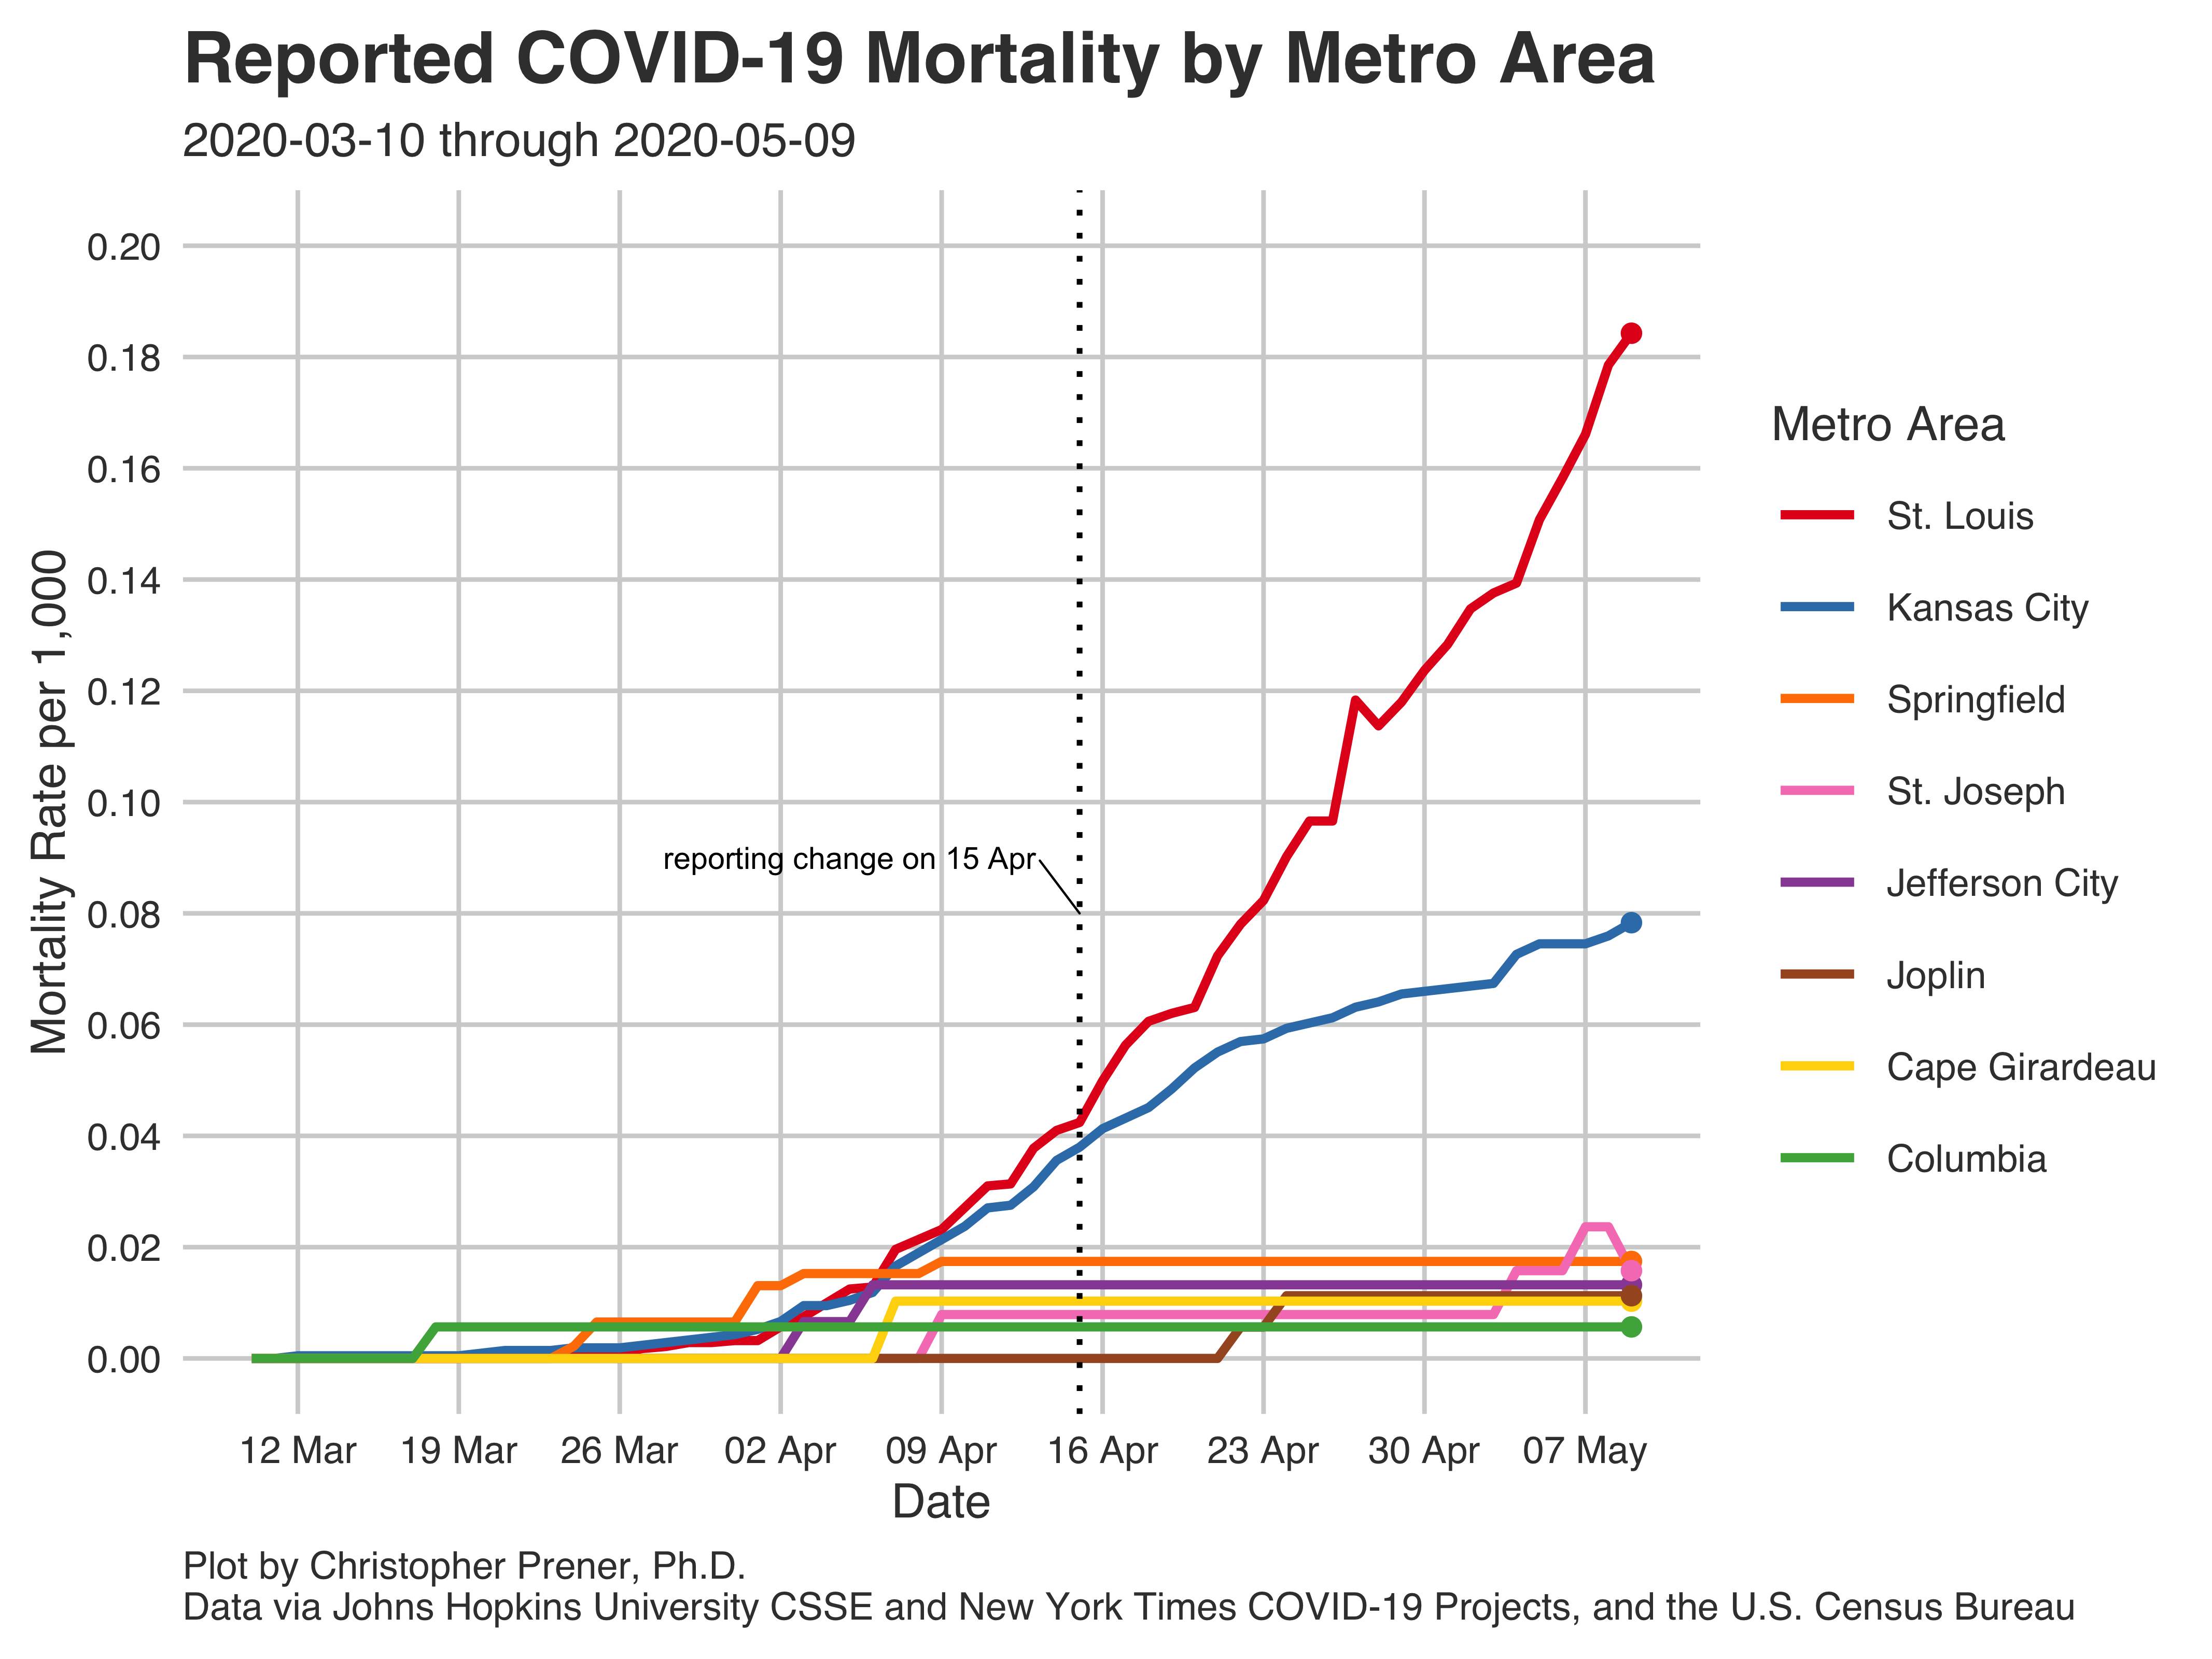 Reported COVID-19 Mortality by Metro Area
2020-03-10 through 2020-05-09
0.20
0.18
0.16
0.14
0.12
0.10
0.08
0.06
0.04
0.02
0.00
Mortality Rate per 1,000
reporting change on 15 Apr
12 Mar 19 Mar 26 Mar 02 Apr 09 Apr 16 Apr 23 Apr 30 Apr 07 May
Date
Metro Area
St. Louis
Kansas City
Springfield
St. Joseph
Jefferson City
Joplin
Cape Girardeau
Columbia
Plot by Christopher Prener, Ph.D.
Data via Johns Hopkins University CSSE and New York Times COVID-19 Projects, and the U.S. Census Bureau